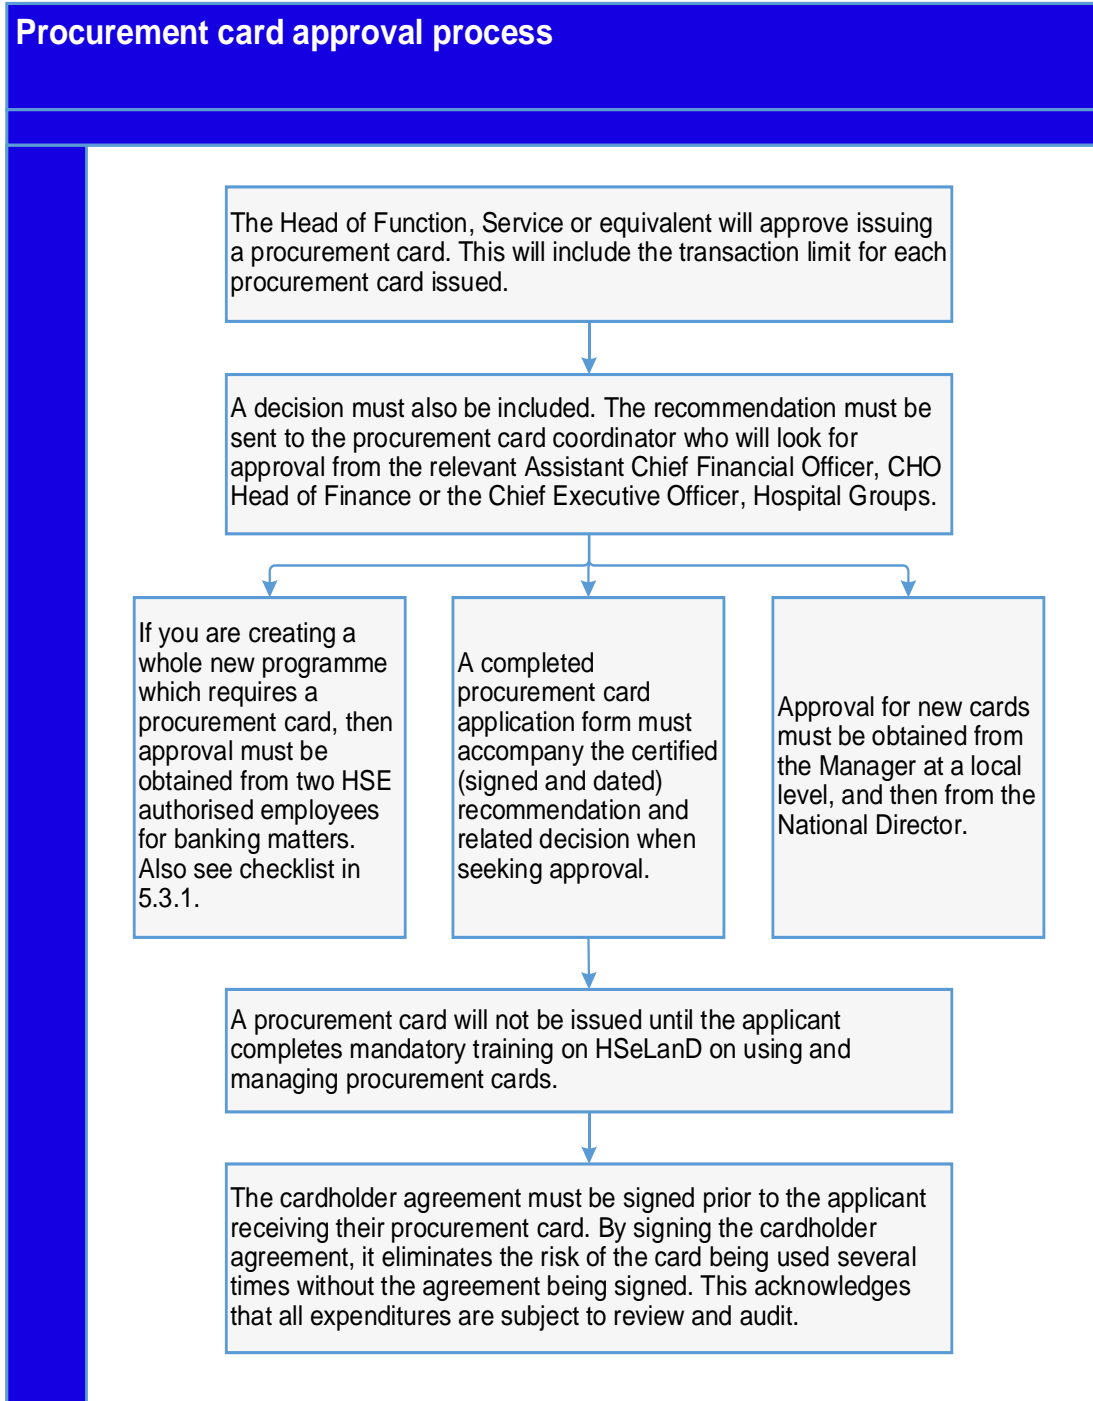 Procurement card approval process
The Head of Function, Service or equivalent will approve issuing
a procurement card. This will include the transaction limit for each
procurement card issued.
A decision must also be included. The recommendation must be
sent to the procurement card coordinator who will look for
approval from the relevant Assistant Chief Financial Officer, CHO
Head of Finance or the Chief Executive Officer, Hospital Groups.
If you are creating a
whole new programme
which requires a
procurement card, then
approval must be
obtained from two HSE
authorised employees
for banking matters.
Also see checklist in
5.3.1.
A completed
procurement card
application form must
accompany the certified
(signed and dated)
recommendation and
related decision when
seeking approval.
Approval for new cards
must be obtained from
the Manager at a local
level, and then from the
National Director.
A procurement card will not be issued until the applicant
completes mandatory training on HSeLanD on using and
managing procurement cards.
The cardholder agreement must be signed prior to the applicant
receiving their procurement card. By signing the cardholder
agreement, it eliminates the risk of the card being used several
times without the agreement being signed. This acknowledges
that all expenditures are subject to review and audit.